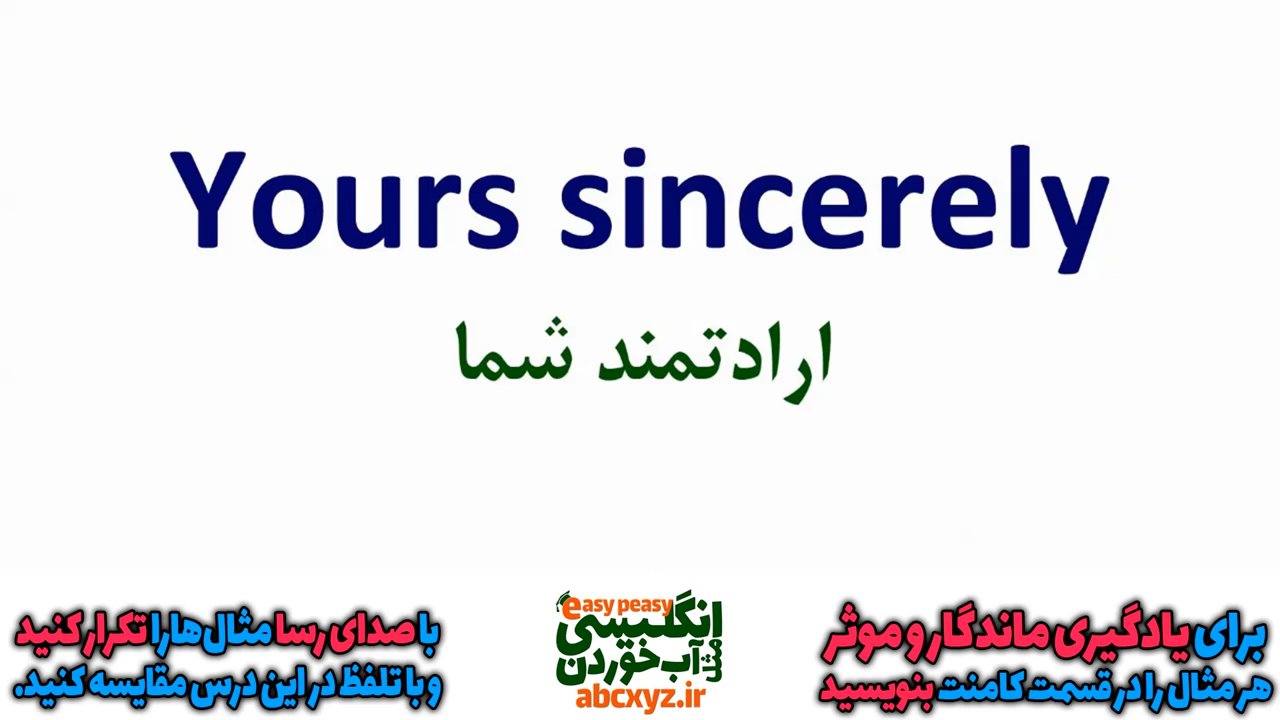 Yours sincerely
ارادتمند شما
برای یادگیری ماندگار و موثر
هر مثال را در قسمت کامنت بنویسید
easy peasy
انگلیسی
مثل
آب خوردن
abcxyz.ir
با صدای رسا مثال‌ها را تکرار کنید
و با تلفظ در این درس مقایسه کنید.